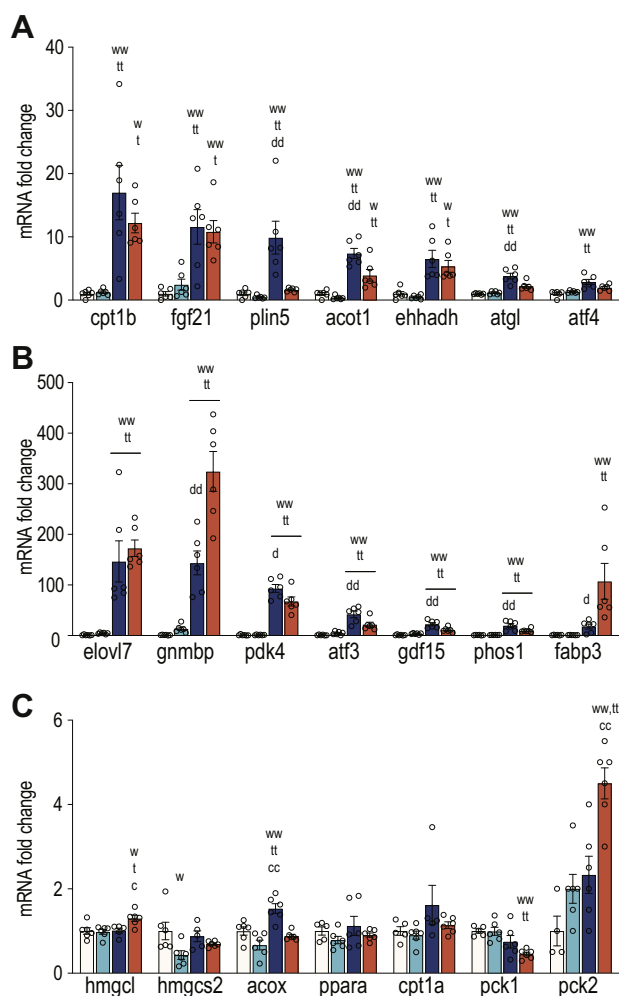 A
mRNA fold change
40
30
20
10
0
ww ww ww ww w ww w ww ww
tt w tt w tt t tt tt w tt tt
t dd dd tt dd
cpt1b fgf21 plin5 acot1 ehhadh atgl atf4
B
mRNA fold change
500
400
300
200
100
0
ww
tt
ww
tt
dd
ww
tt
d
ww
tt
dd
ww
tt
dd
ww
tt
dd
ww
tt
d
elovl7 gnmbp pdk4 atf3 gdf15 phos1 fabp3
C
mRNA fold change
6
4
2
0
w
t
c
w
ww
tt
cc
ww
tt
ww,tt
cc
hmgcl hmgcs2 acox ppara cpt1a pck1 pck2